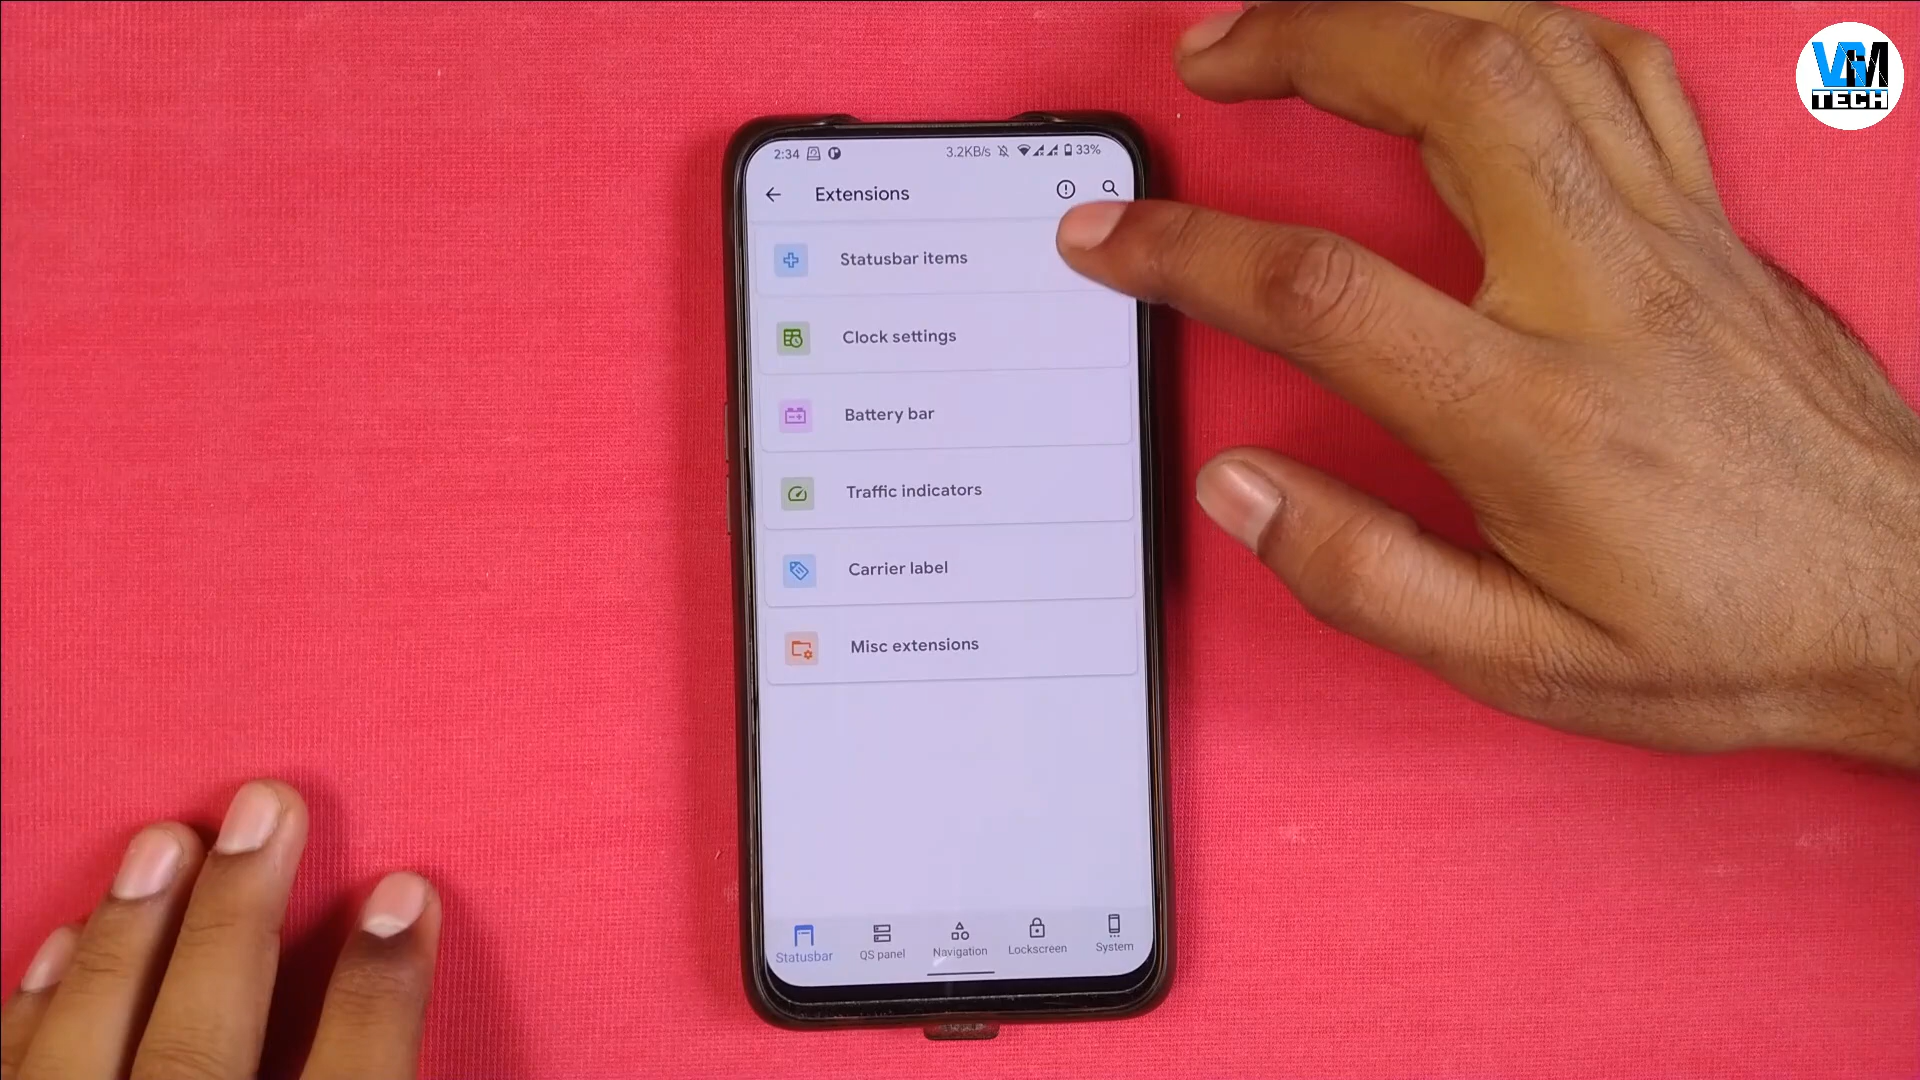 VGM
TECH
2:34 3.2KB/s 33%
Extensions
Statusbar items
Clock settings
Battery bar
Traffic indicators
Carrier label
Misc extensions
Statusbar QS panel Navigation Lockscreen System